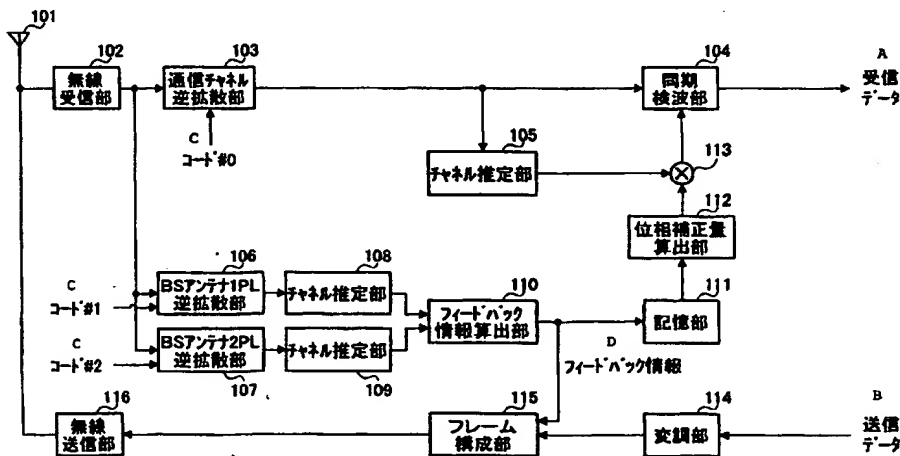 101
102
103
104
A
無線
受信部
通信チャネル
逆拡散部
同期
検波部
受信
データ
C
コード#0
105
チャネル推定部
113
112
位相補正量
算出部
106
108
C
コード#1
BSアンテナ1PL
逆拡散部
チャネル推定部
110
フィードバック
情報算出部
111
記憶部
C
コード#2
BSアンテナ2PL
逆拡散部
チャネル推定部
D
フィードバック情報
107
109
116
115
114
B
無線
送信部
フレーム
構成部
変調部
送信
データ